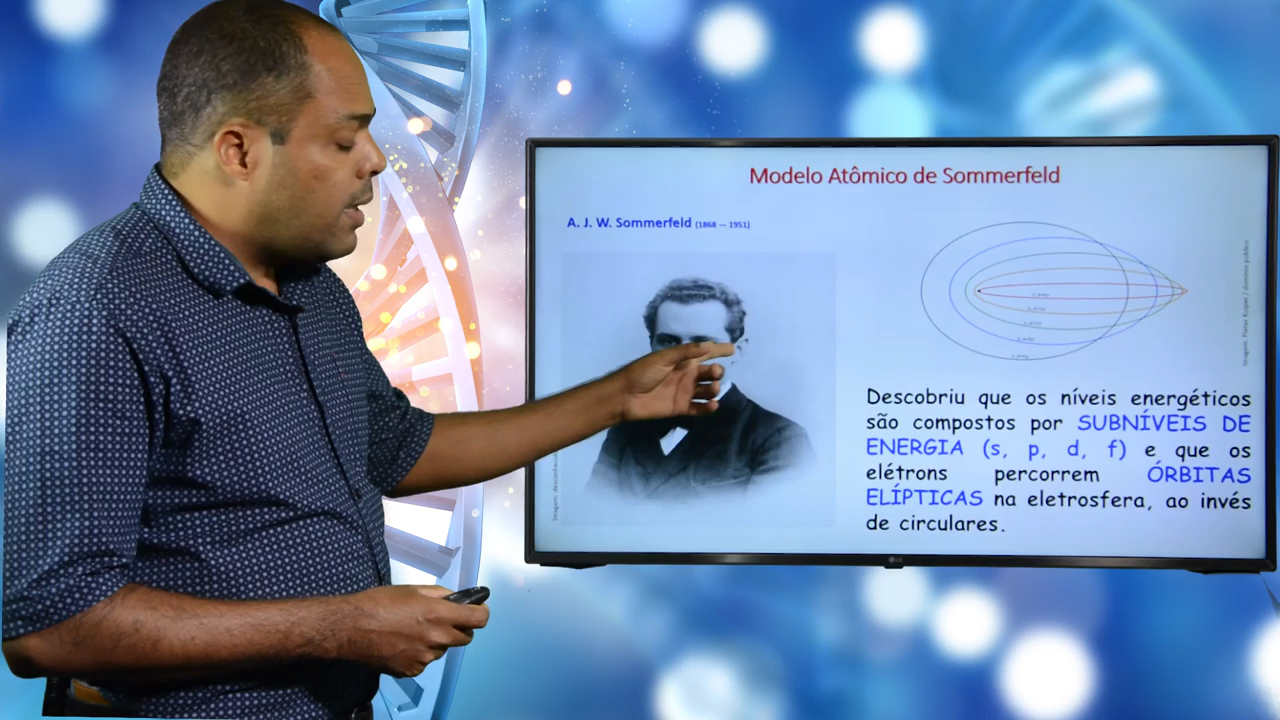 Modelo Atômico de Sommerfeld
A. J. W. Sommerfeld (1868 — 1951)
Descobriu que os níveis energéticos
são compostos por SUBNÍVEIS DE
ENERGIA (s, p, d, f) e que os
elétrons percorrem ÓRBITAS
ELÍPTICAS na eletrosfera, ao invés
de circulares.
LG